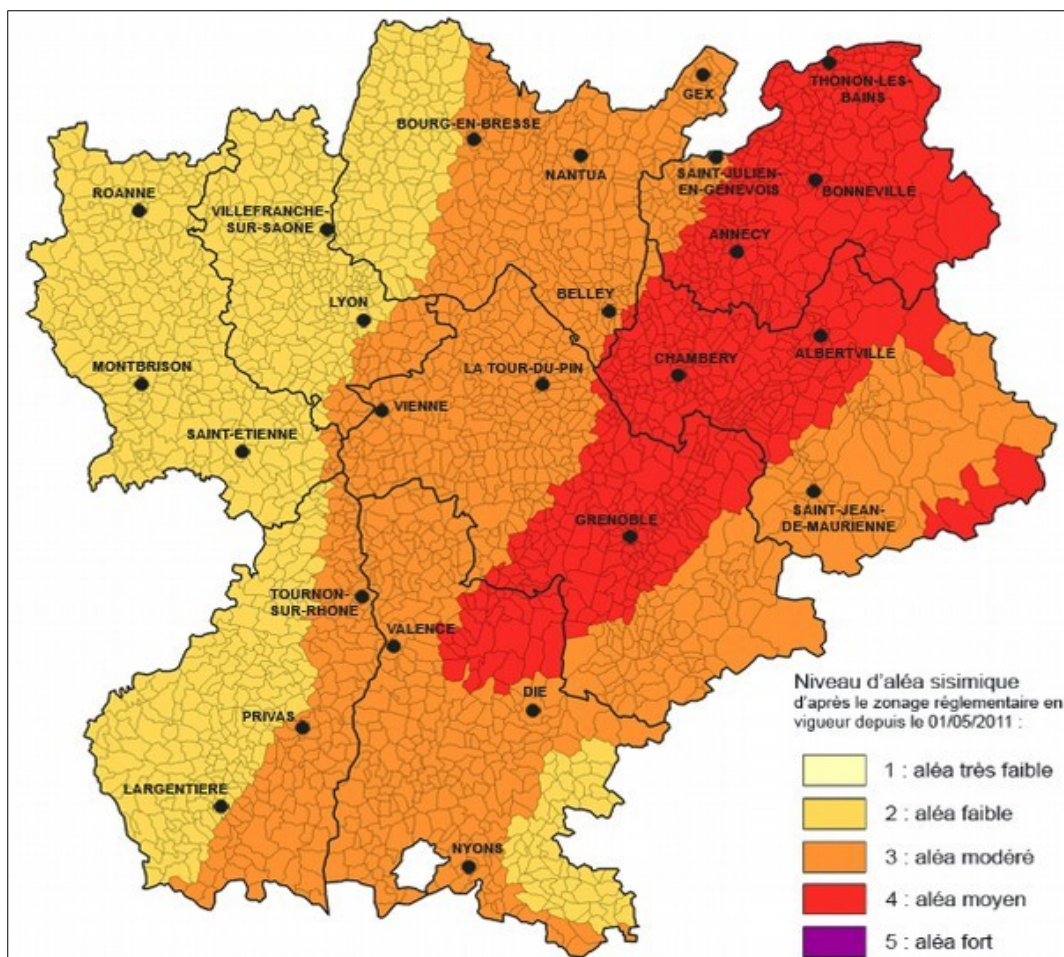 THONON-LES-
BAINS
GEX
BOURG-EN-BRESSE
NANTUA
SAINT-JULIEN-
EN-GENEVOIS
BONNEVILLE
ROANNE
VILLEFRANCHE-
SUR-SAONE
ANNECY
LYON
BELLEY
MONTBRISON
LA TOUR-DU-PIN
CHAMBERY
ALBERTVILLE
VIENNE
SAINT-ETIENNE
SAINT-JEAN-
DE-MAURIENNE
GRENOBLE
TOURNON-
SUR-RHONE
VALENCE
DIE
PRIVAS
LARGENTIERE
NYONS
Niveau d'aléa sisimique
d'après le zonage réglementaire en
vigueur depuis le 01/05/2011 :
1 : aléa très faible
2 : aléa faible
3 : aléa modéré
4 : aléa moyen
5 : aléa fort